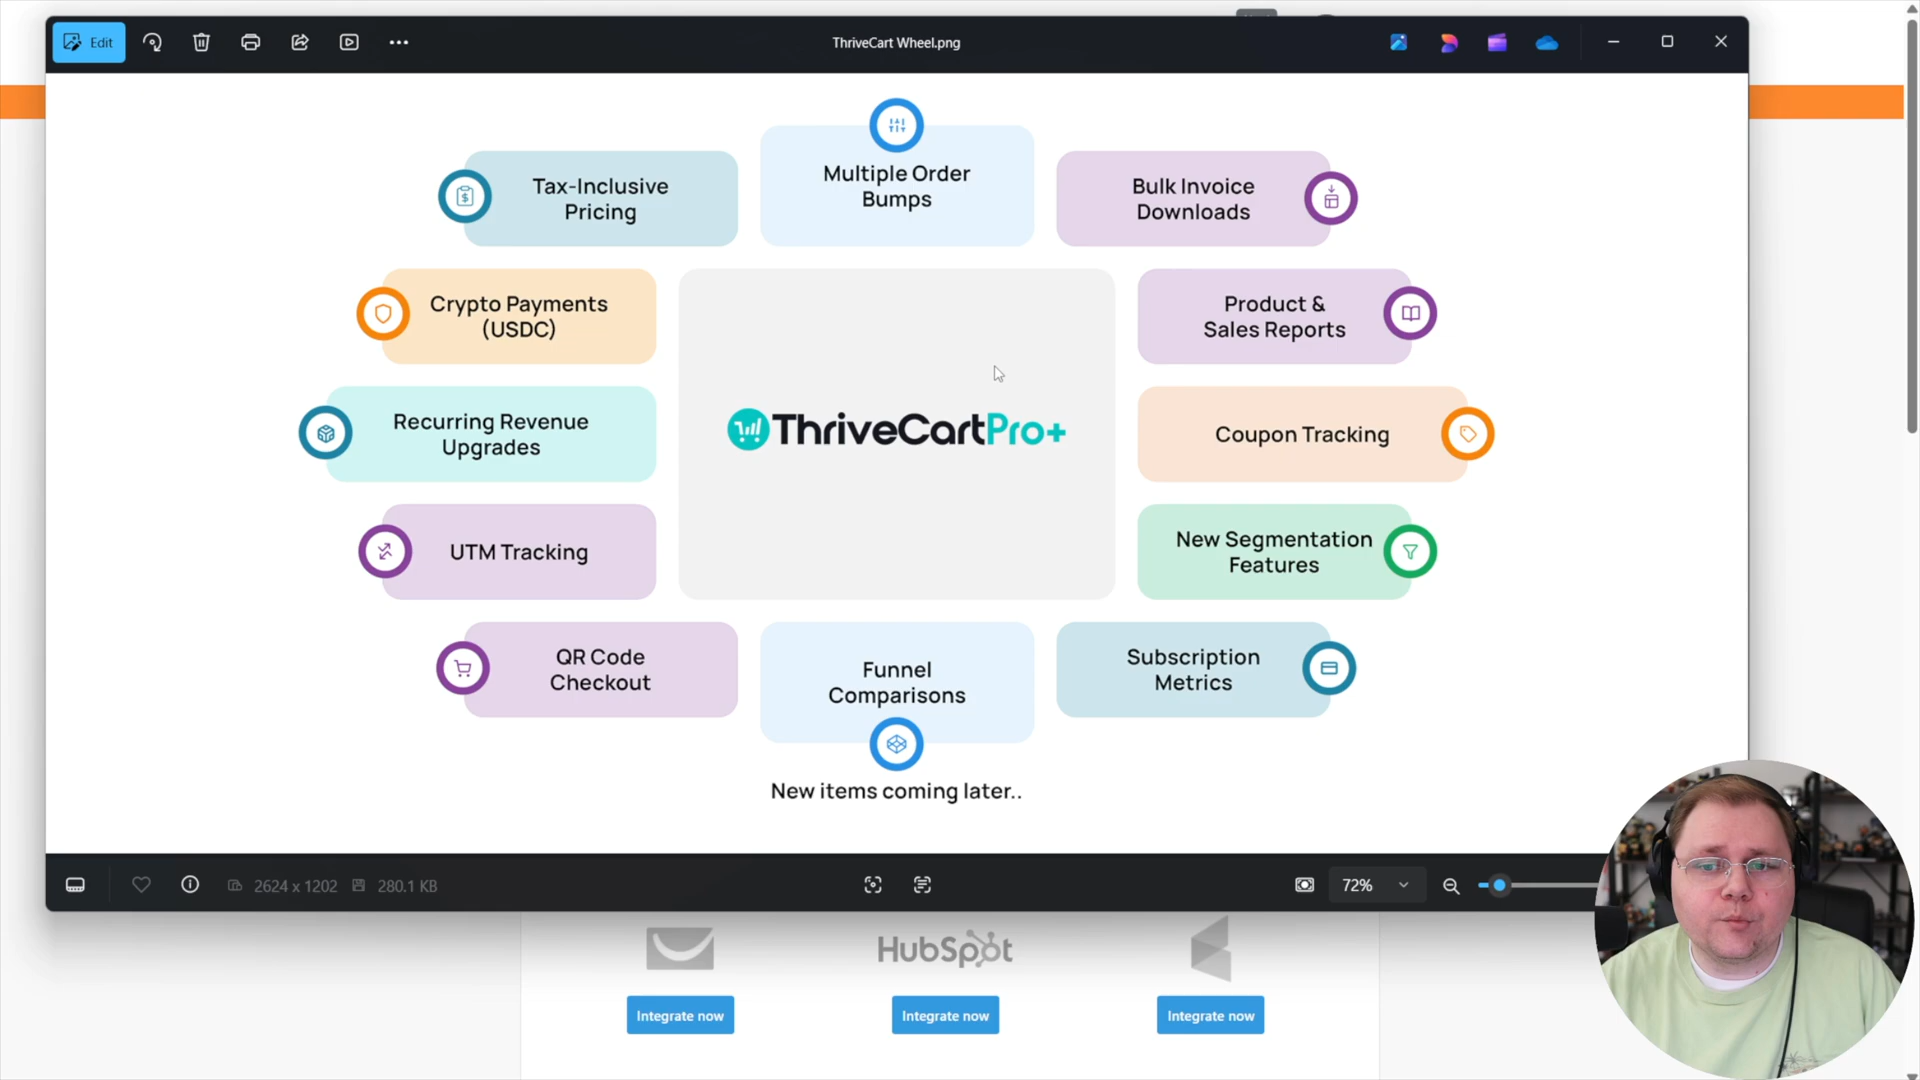 Edit
ThriveCart Wheel.png
Multiple Order
Bumps
Tax-Inclusive
Pricing
Bulk Invoice
Downloads
Crypto Payments
(USDC)
Product &
Sales Reports
Recurring Revenue
Upgrades
ThriveCartPro+
Coupon Tracking
UTM Tracking
New Segmentation
Features
QR Code
Checkout
Funnel
Comparisons
Subscription
Metrics
New items coming later..
2624 x 1202
280.1 KB
72%
HubSpot
Integrate now
Integrate now
Integrate now